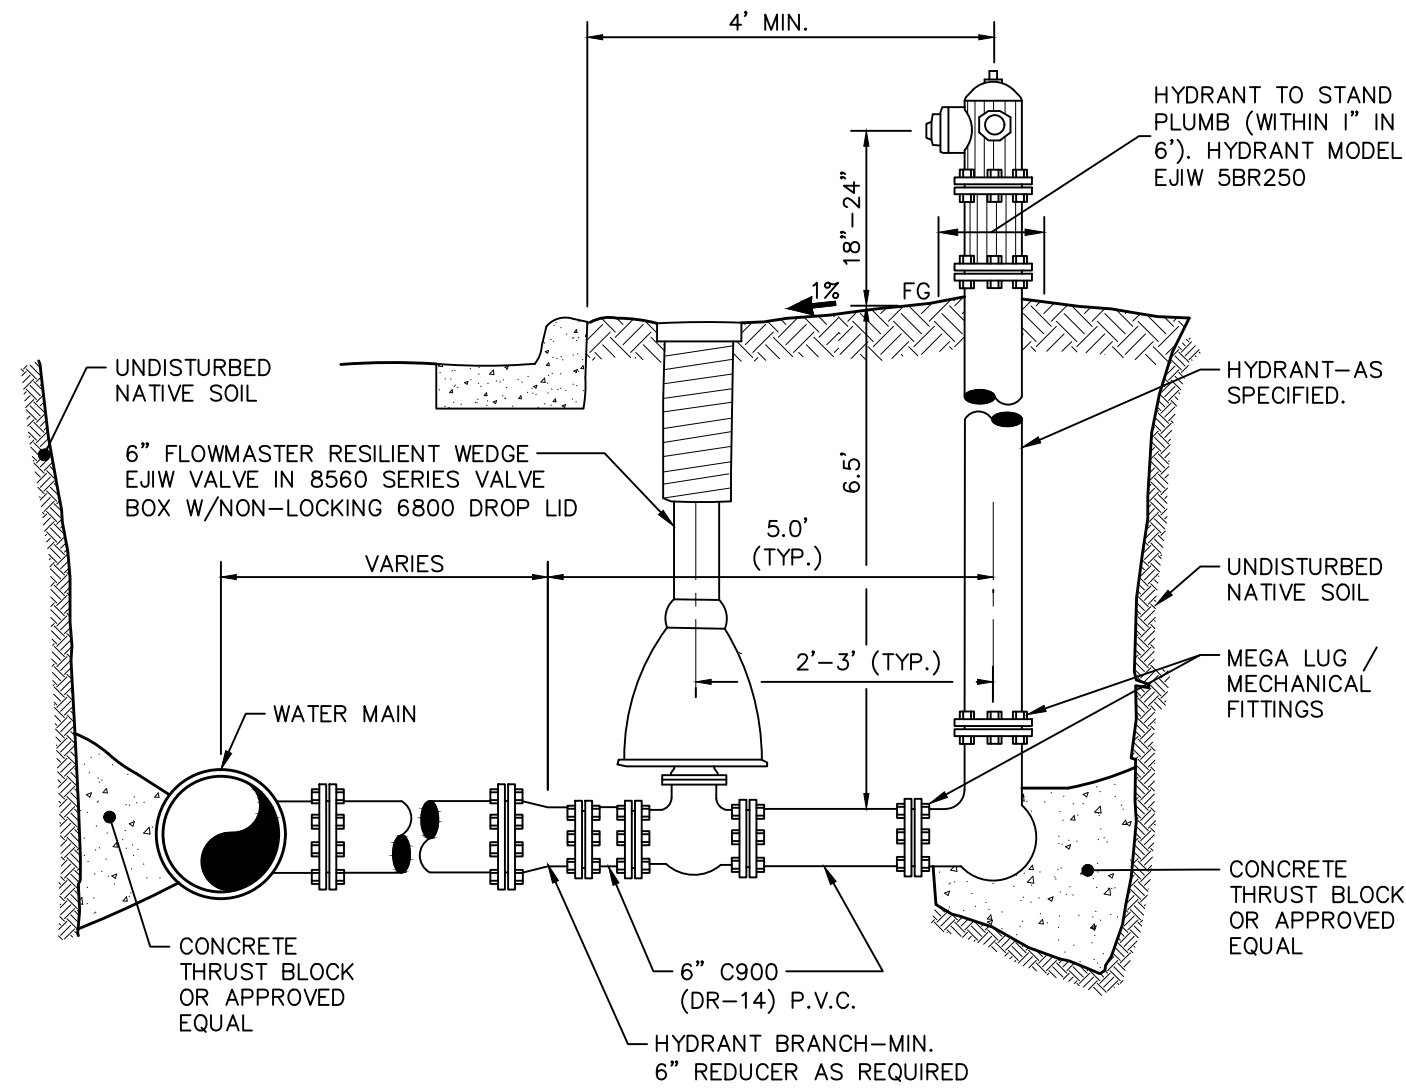 4' MIN.
HYDRANT TO STAND
PLUMB (WITHIN 1" IN
6'). HYDRANT MODEL
EJIW 5BR250
18"-24"
1%
FG
UNDISTURBED
NATIVE SOIL
HYDRANT-AS
SPECIFIED.
6" FLOWMASTER RESILIENT WEDGE
EJIW VALVE IN 8560 SERIES VALVE
BOX W/NON-LOCKING 6800 DROP LID
6.5'
5.0'
(TYP.)
VARIES
UNDISTURBED
NATIVE SOIL
2'-3' (TYP.)
MEGA LUG /
MECHANICAL
FITTINGS
WATER MAIN
CONCRETE
THRUST BLOCK
OR APPROVED
EQUAL
CONCRETE
THRUST BLOCK
OR APPROVED
EQUAL
6" C900
(DR-14) P.V.C.
HYDRANT BRANCH-MIN.
6" REDUCER AS REQUIRED